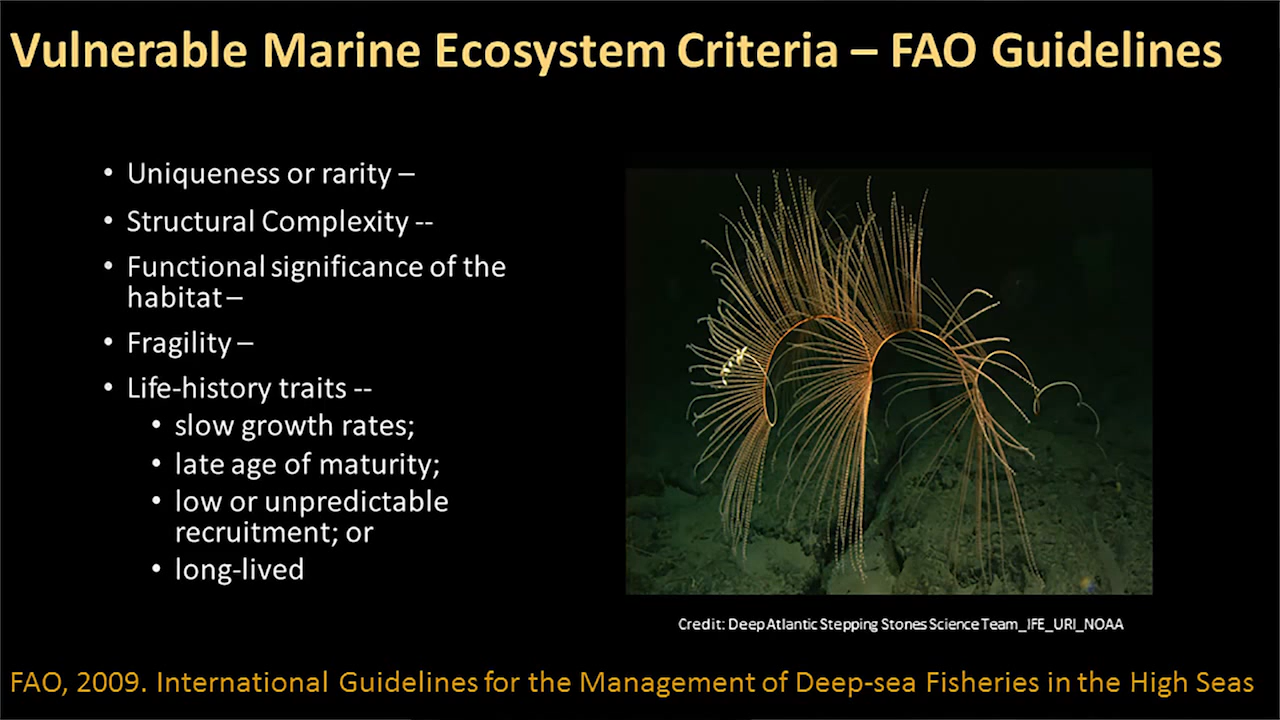 Vulnerable Marine Ecosystem Criteria – FAO Guidelines
• Uniqueness or rarity –
• Structural Complexity --
• Functional significance of the
habitat –
• Fragility –
• Life-history traits --
• slow growth rates;
• late age of maturity;
• low or unpredictable
recruitment; or
• long-lived
Credit: Deep Atlantic Stepping Stones Science Team_IFE_URI_NOAA
FAO, 2009. International Guidelines for the Management of Deep-sea Fisheries in the High Seas